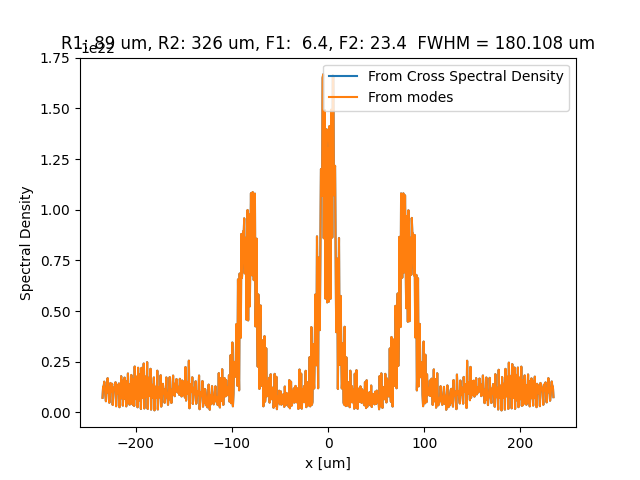 R1: 89 um, R2: 326 um, F1:  6.4, F2: 23.4  FWHM = 180.108 um
1e22
1.75
1.50
1.25
1.00
0.75
0.50
0.25
0.00
Spectral Density
From Cross Spectral Density
From modes
−200
−100
0
100
200
x [um]